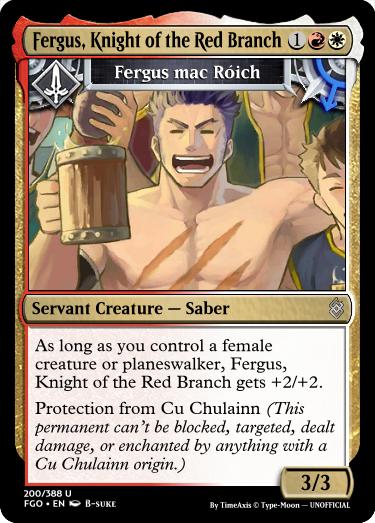 Fergus, Knight of the Red Branch 1
Fergus mac Róich
Servant Creature — Saber
As long as you control a female
creature or planeswalker, Fergus,
Knight of the Red Branch gets +2/+2.
Protection from Cu Chulainn (This
permanent can't be blocked, targeted, dealt
damage, or enchanted by anything with a
Cu Chulainn origin.)
3/3
200/388 U
FGO • EN B-SUKE
By TimeAxis © Type-Moon — UNOFFICIAL